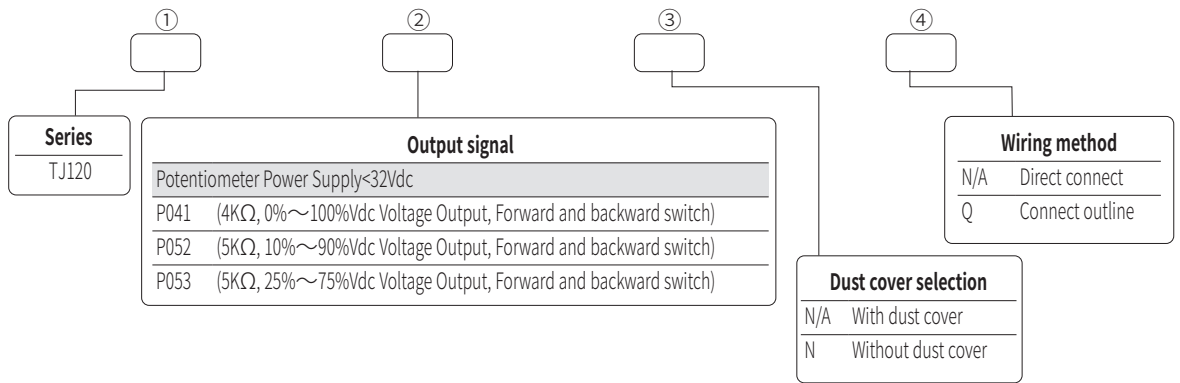 ① ② ③ ④
Series
TJ120
Output signal
Potentiometer Power Supply<32Vdc
P041 (4KΩ, 0%～100%Vdc Voltage Output, Forward and backward switch)
P052 (5KΩ, 10%～90%Vdc Voltage Output, Forward and backward switch)
P053 (5KΩ, 25%～75%Vdc Voltage Output, Forward and backward switch)
Dust cover selection
N/A With dust cover
N Without dust cover
Wiring method
N/A Direct connect
Q Connect outline